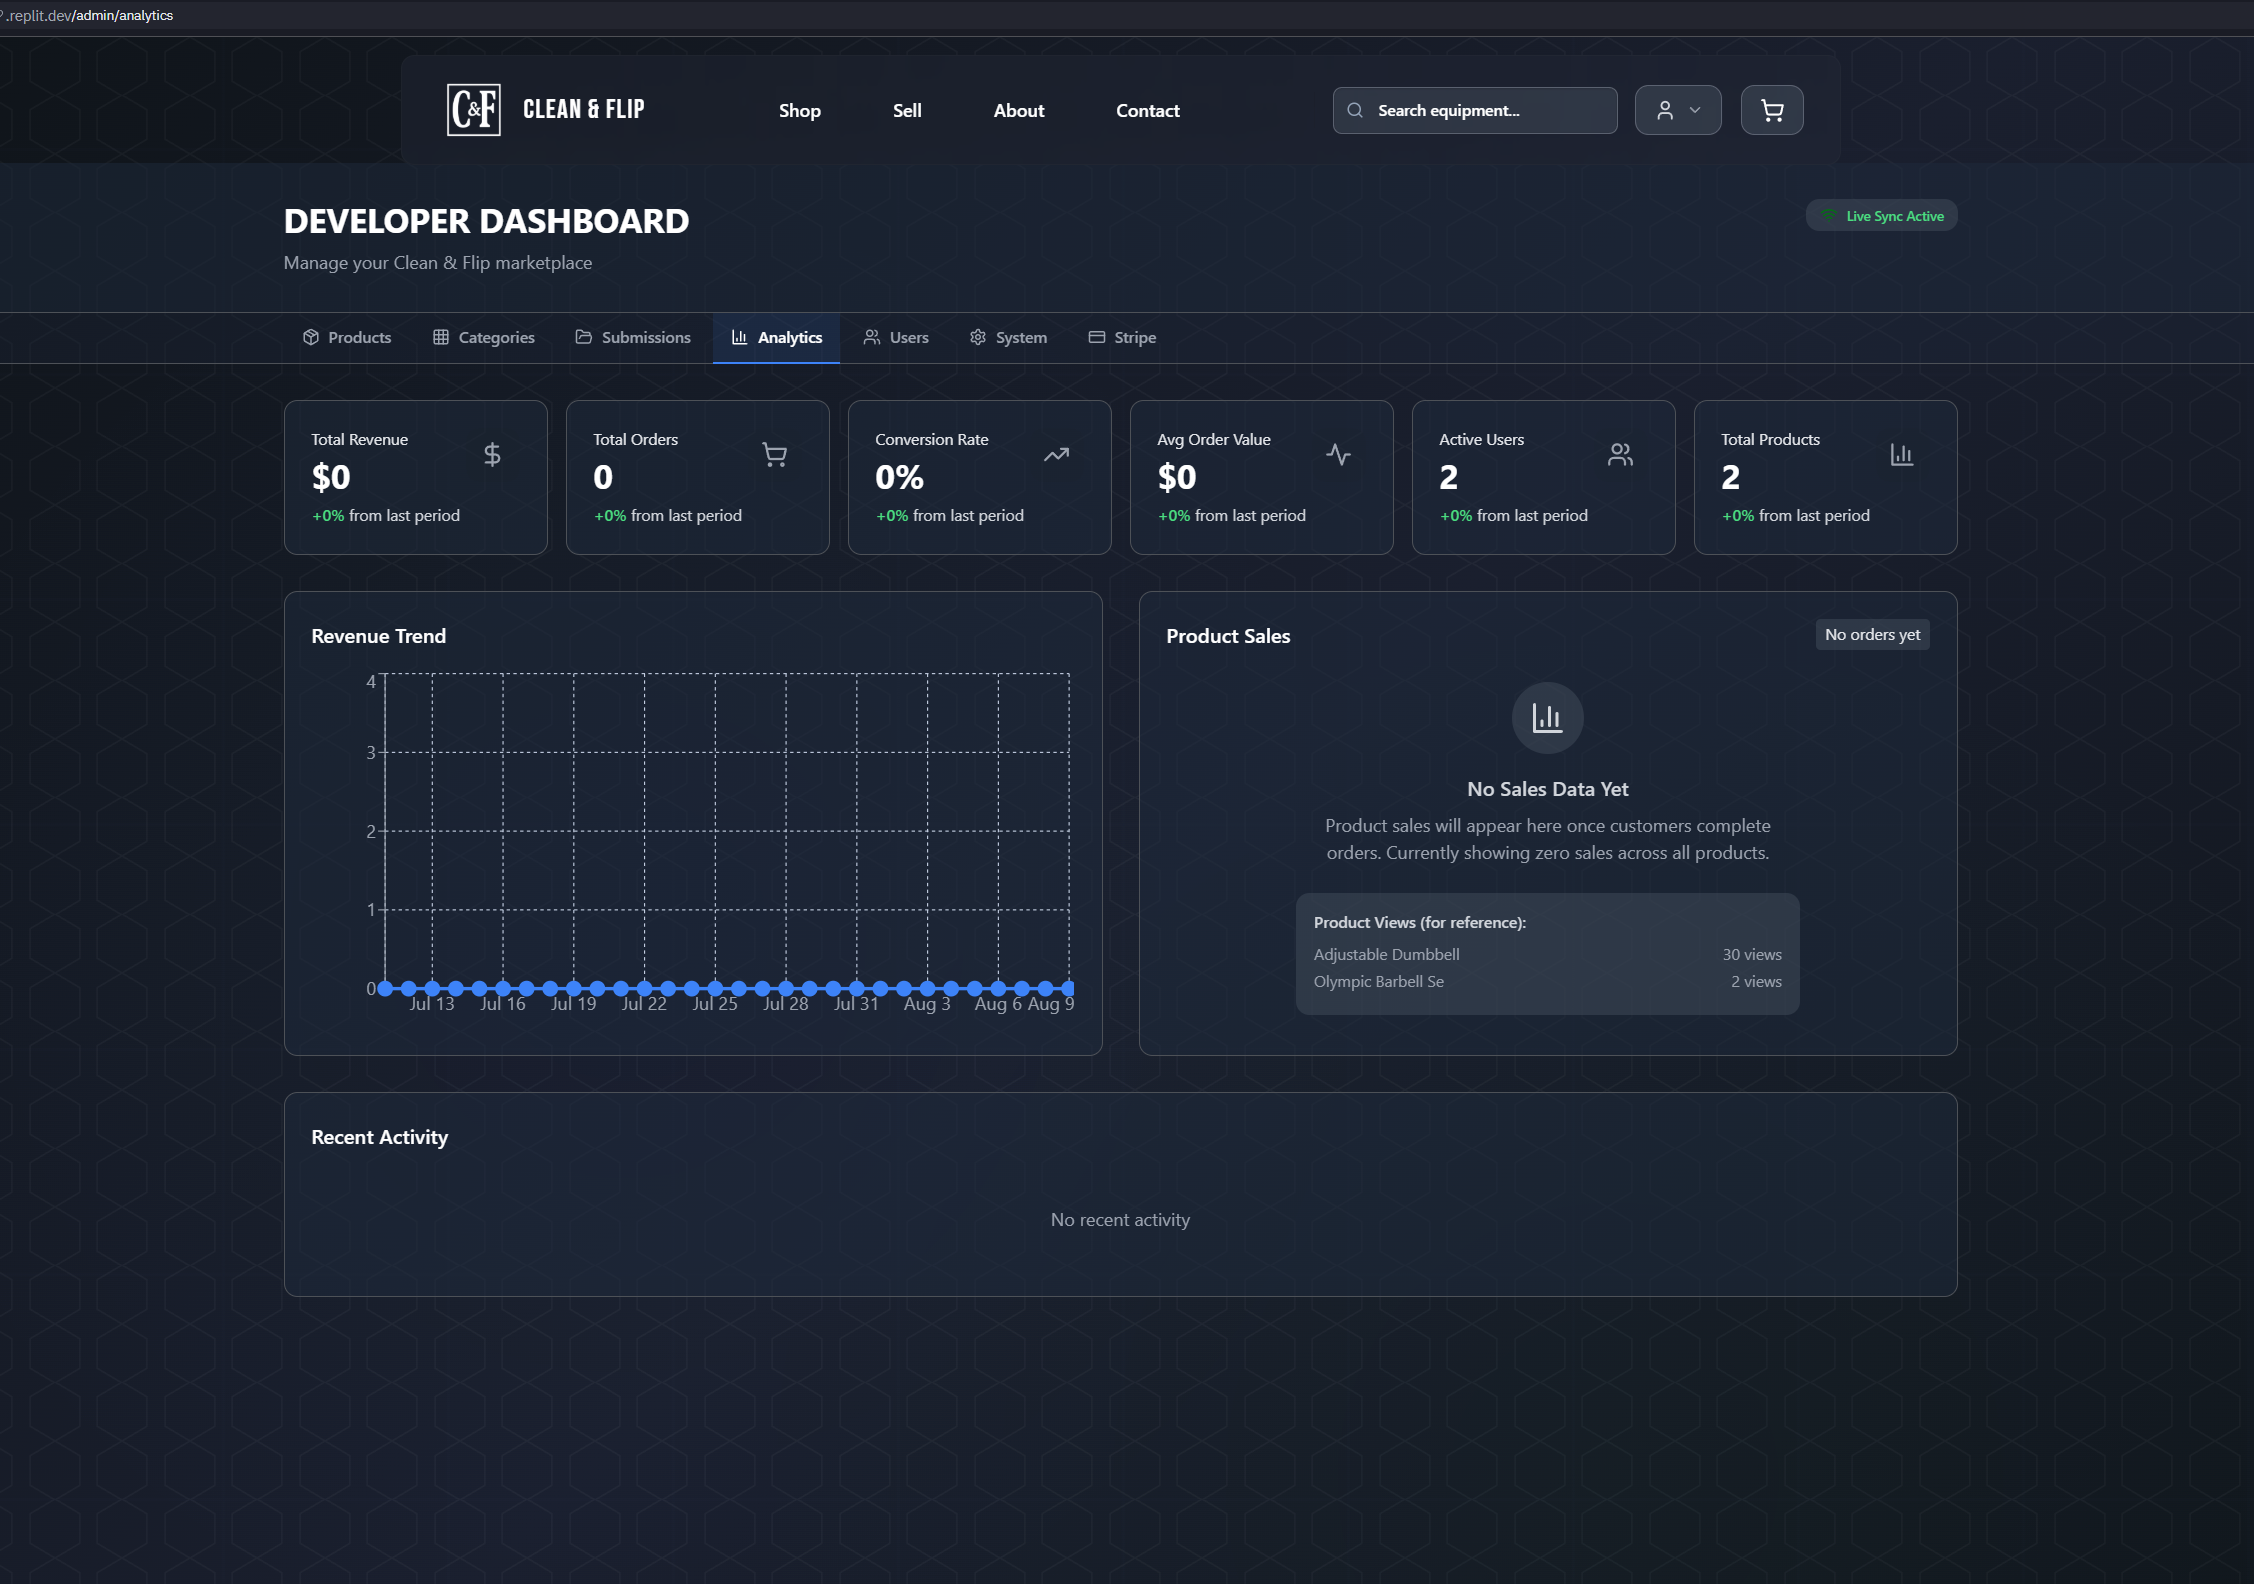 .replit.dev/admin/analytics
C&F CLEAN & FLIP Shop Sell About Contact Search equipment...
DEVELOPER DASHBOARD
Live Sync Active
Manage your Clean & Flip marketplace
Products Categories Submissions Analytics Users System Stripe
Total Revenue
$0
+0% from last period
Total Orders
0
+0% from last period
Conversion Rate
0%
+0% from last period
Avg Order Value
$0
+0% from last period
Active Users
2
+0% from last period
Total Products
2
+0% from last period
Revenue Trend
4
3
2
1
0
Jul 13 Jul 16 Jul 19 Jul 22 Jul 25 Jul 28 Jul 31 Aug 3 Aug 6 Aug 9
Product Sales
No orders yet
No Sales Data Yet
Product sales will appear here once customers complete
orders. Currently showing zero sales across all products.
Product Views (for reference):
Adjustable Dumbbell 30 views
Olympic Barbell Se 2 views
Recent Activity
No recent activity